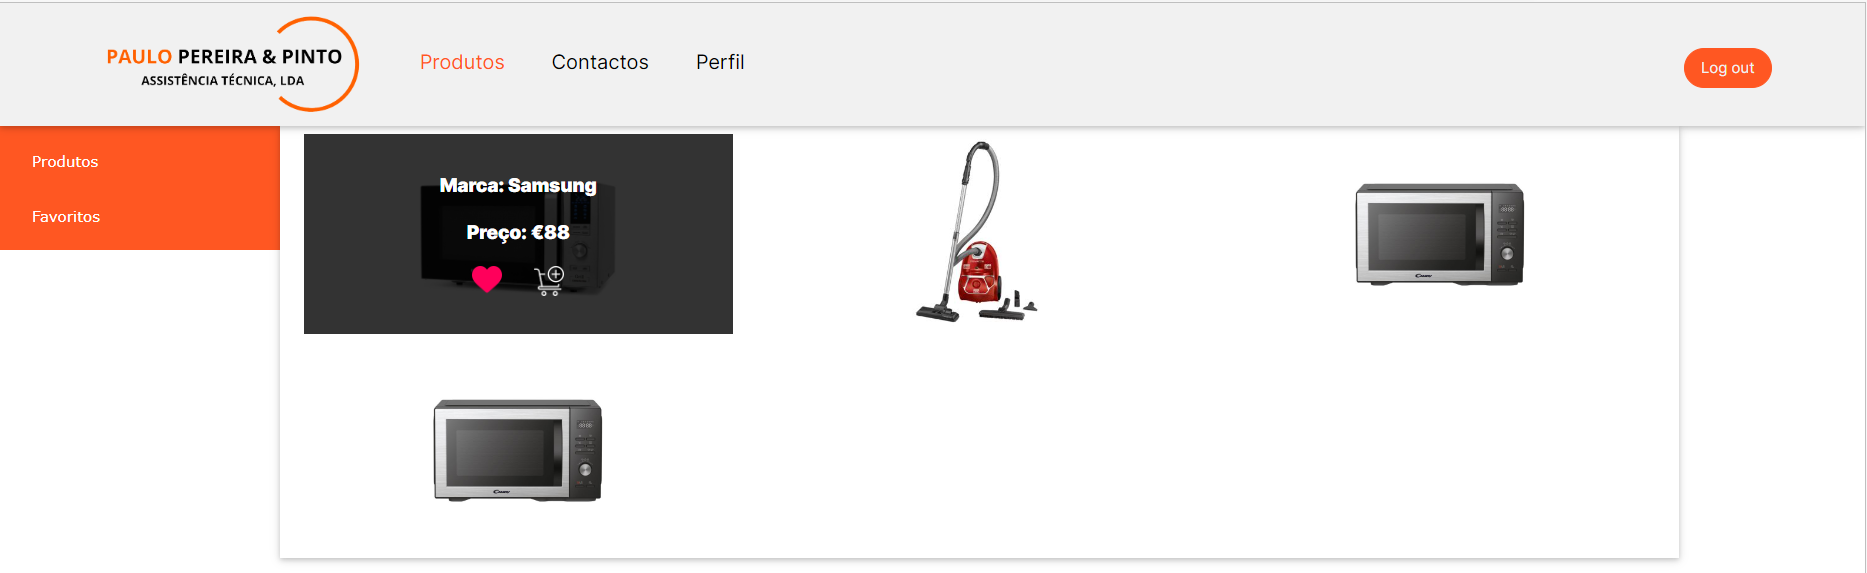 PAULO PEREIRA & PINTO
ASSISTÊNCIA TÉCNICA, LDA
Produtos
Contactos
Perfil
Log out
Produtos
Favoritos
Marca: Samsung
Preço: €88